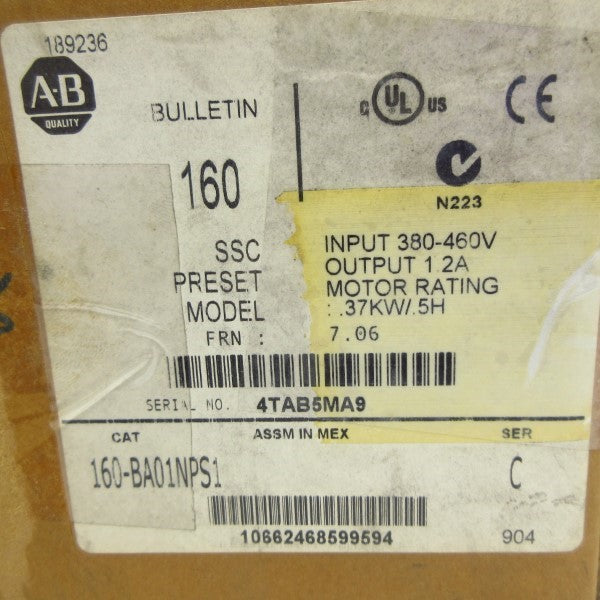 189236
A·B
QUALITY
BULLETIN
160
SSC
PRESET
MODEL
FRN :
C UL US
CE
N223
INPUT 380-460V
OUTPUT 1.2A
MOTOR RATING
: .37KW/.5H
7.06
SERIAL NO. 4TAB5MA9
CAT
ASSM IN MEX
SER
160-BA01NPS1
C
10662468599594
904